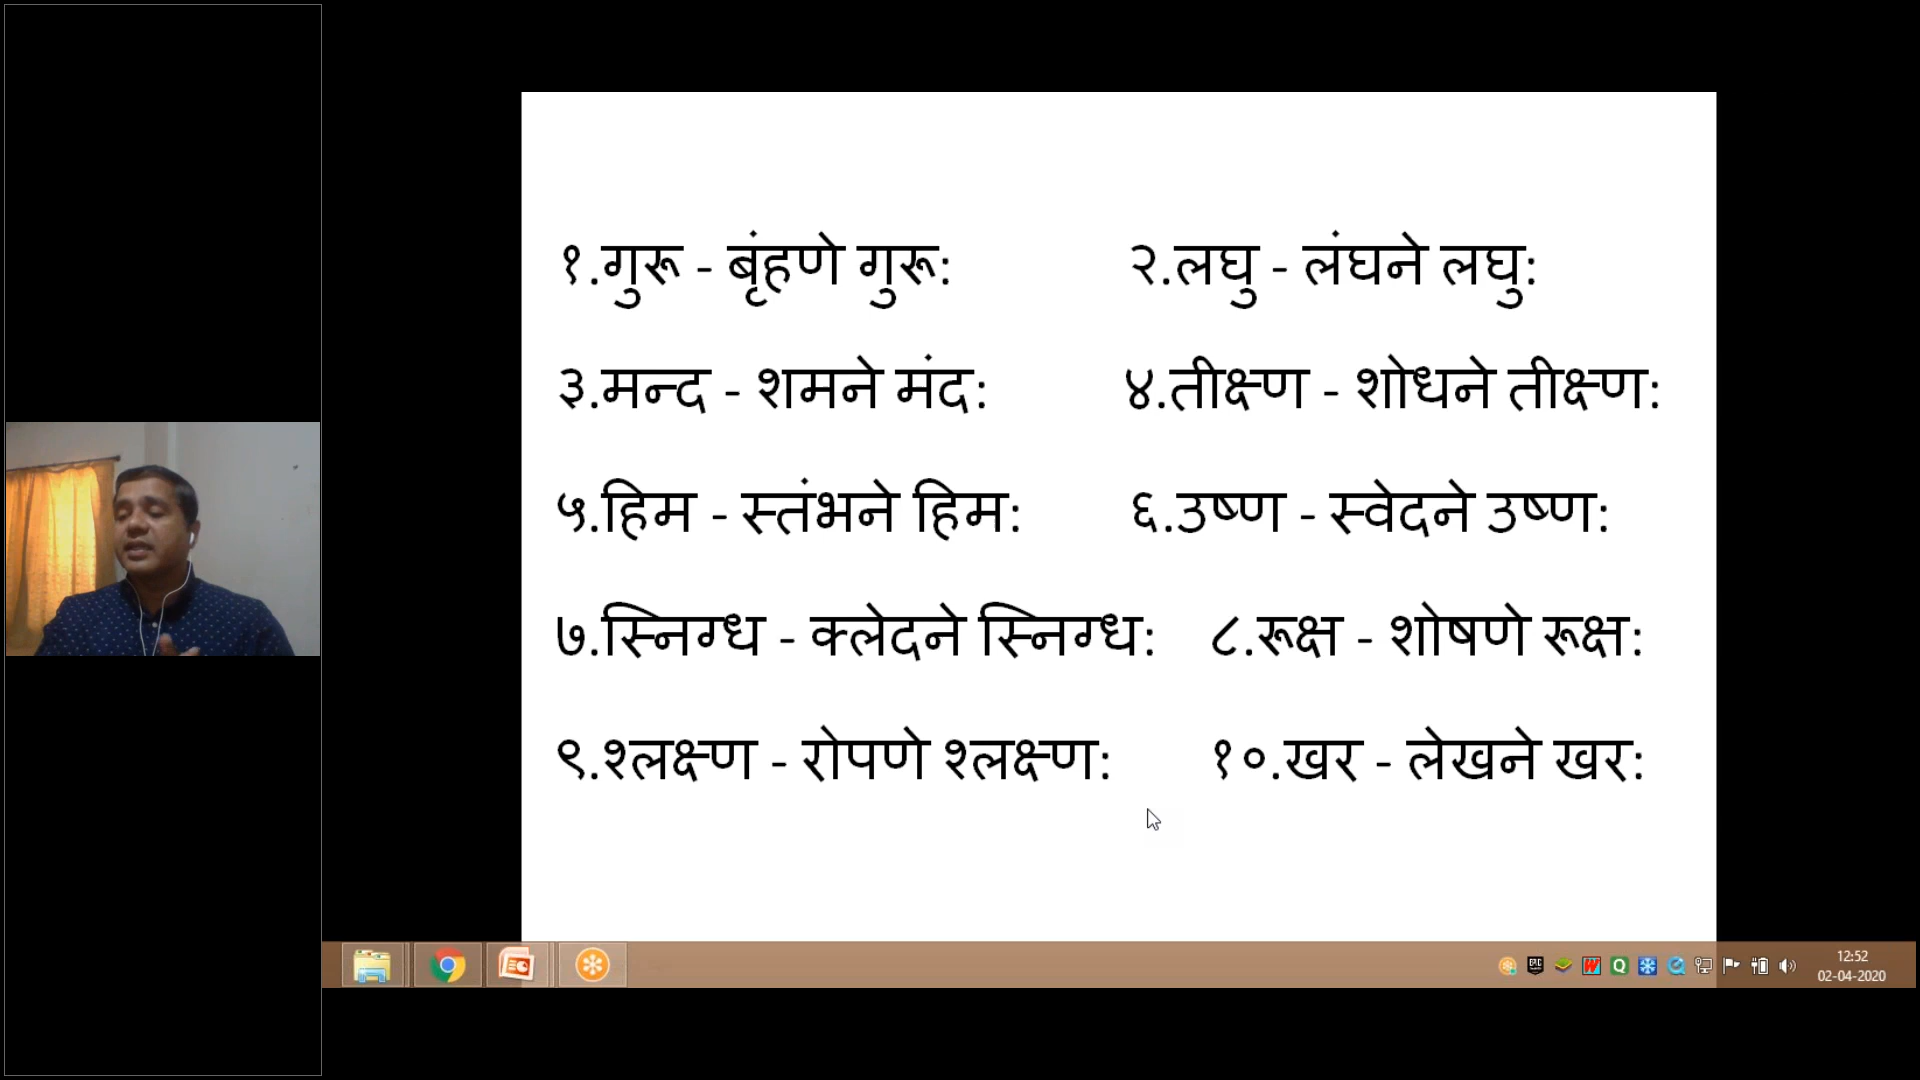 १.गुरू - बृंहणे गुरू: २.लघु - लंघने लघु:
३.मन्द - शमने मंद: ४.तीक्ष्ण - शोधने तीक्ष्ण:
५.हिम - स्तंभने हिम: ६.उष्ण - स्वेदने उष्ण:
७.स्निग्ध - क्लेदने स्निग्ध: ८.रूक्ष - शोषणे रूक्ष:
९.श्लक्ष्ण - रोपणे श्लक्ष्ण: १०.खर - लेखने खर:
12:52
02-04-2020